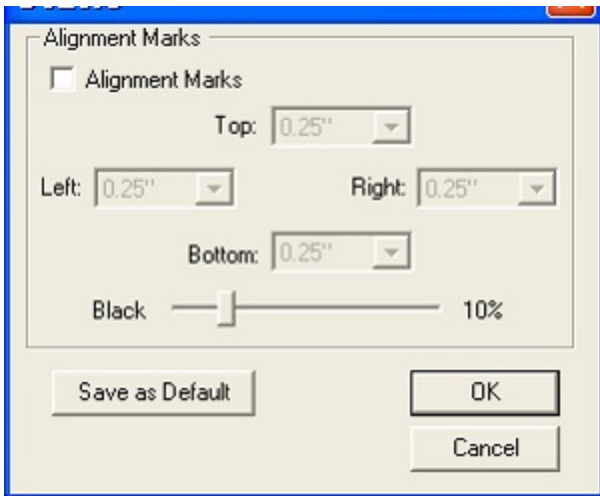 Alignment Marks
Alignment Marks
Top: 0.25"
Left: 0.25" Right: 0.25"
Bottom: 0.25"
Black 10%
Save as Default OK
Cancel